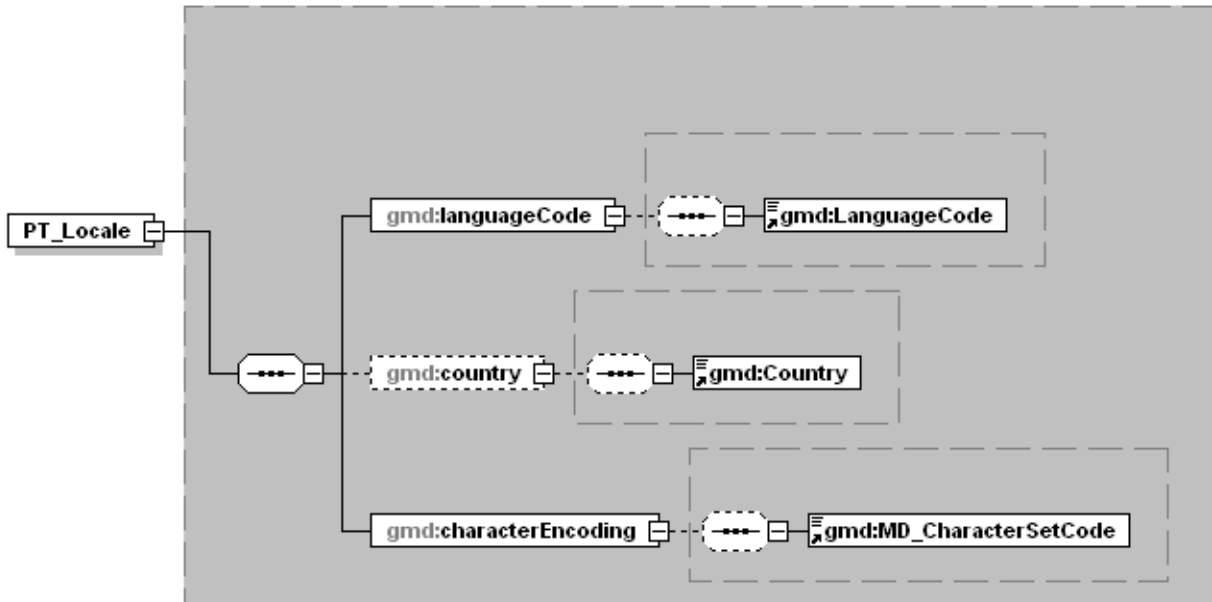 gmd:languageCode
gmd:LanguageCode
PT_Locale
gmd:country
gmd:Country
gmd:characterEncoding
gmd:MD_CharacterSetCode